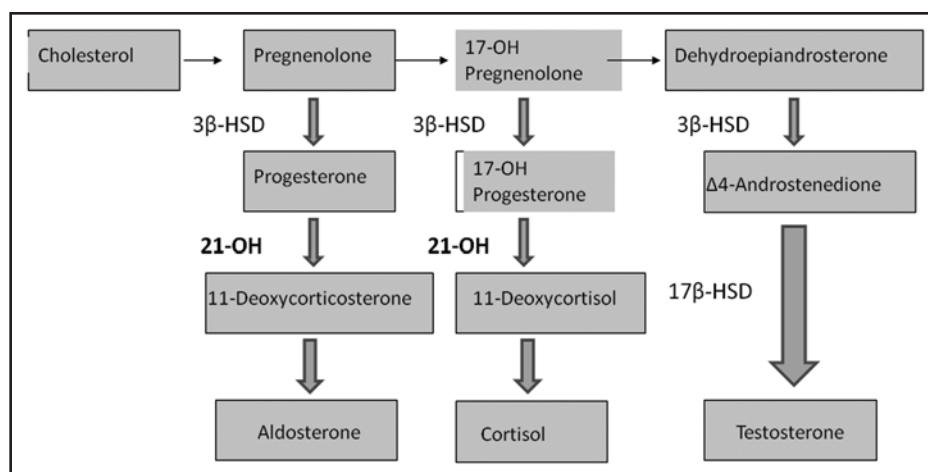 Cholesterol
Pregnenolone
17-OH
Pregnenolone
Dehydroepiandrosterone
3β-HSD
3β-HSD
3β-HSD
Progesterone
17-OH
Progesterone
Δ4-Androstenedione
21-OH
21-OH
11-Deoxycorticosterone
11-Deoxycortisol
17β-HSD
Aldosterone
Cortisol
Testosterone